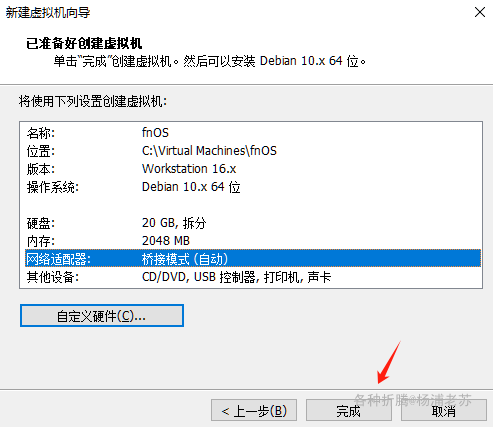 新建虚拟机向导
已准备好创建虚拟机
单击“完成”创建虚拟机。然后可以安装 Debian 10.x 64 位。
将使用下列设置创建虚拟机:
名称: fnOS
位置: C:\Virtual Machines\fnOS
版本: Workstation 16.x
操作系统: Debian 10.x 64 位
硬盘: 20 GB, 拆分
内存: 2048 MB
网络适配器: 桥接模式 (自动)
其他设备: CD/DVD, USB 控制器, 打印机, 声卡
自定义硬件(C)...
各种折腾@杨浦老苏
< 上一步(B) 完成 取消